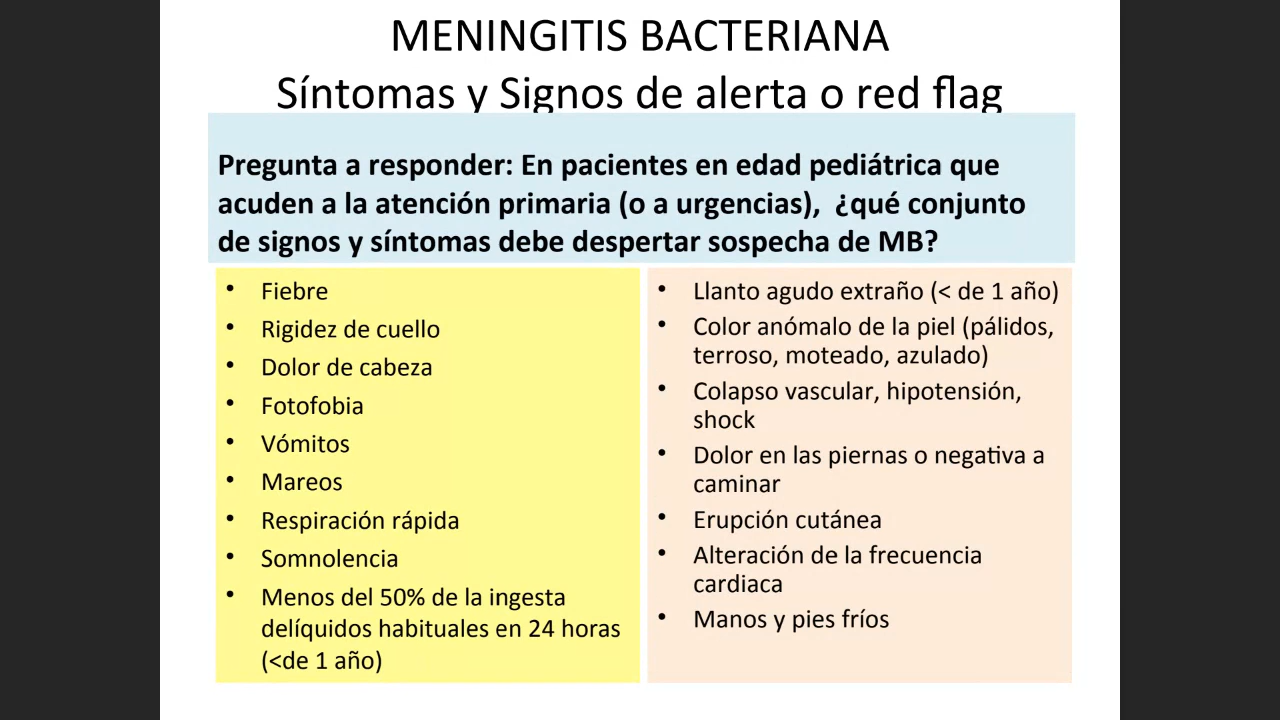 MENINGITIS BACTERIANA
Síntomas y Signos de alerta o red flag
Pregunta a responder: En pacientes en edad pediátrica que
acuden a la atención primaria (o a urgencias), ¿qué conjunto
de signos y síntomas debe despertar sospecha de MB?
• Fiebre
• Rigidez de cuello
• Dolor de cabeza
• Fotofobia
• Vómitos
• Mareos
• Respiración rápida
• Somnolencia
• Menos del 50% de la ingesta
delíquidos habituales en 24 horas
(<de 1 año)
• Llanto agudo extraño (< de 1 año)
• Color anómalo de la piel (pálidos,
terroso, moteado, azulado)
• Colapso vascular, hipotensión,
shock
• Dolor en las piernas o negativa a
caminar
• Erupción cutánea
• Alteración de la frecuencia
cardiaca
• Manos y pies fríos